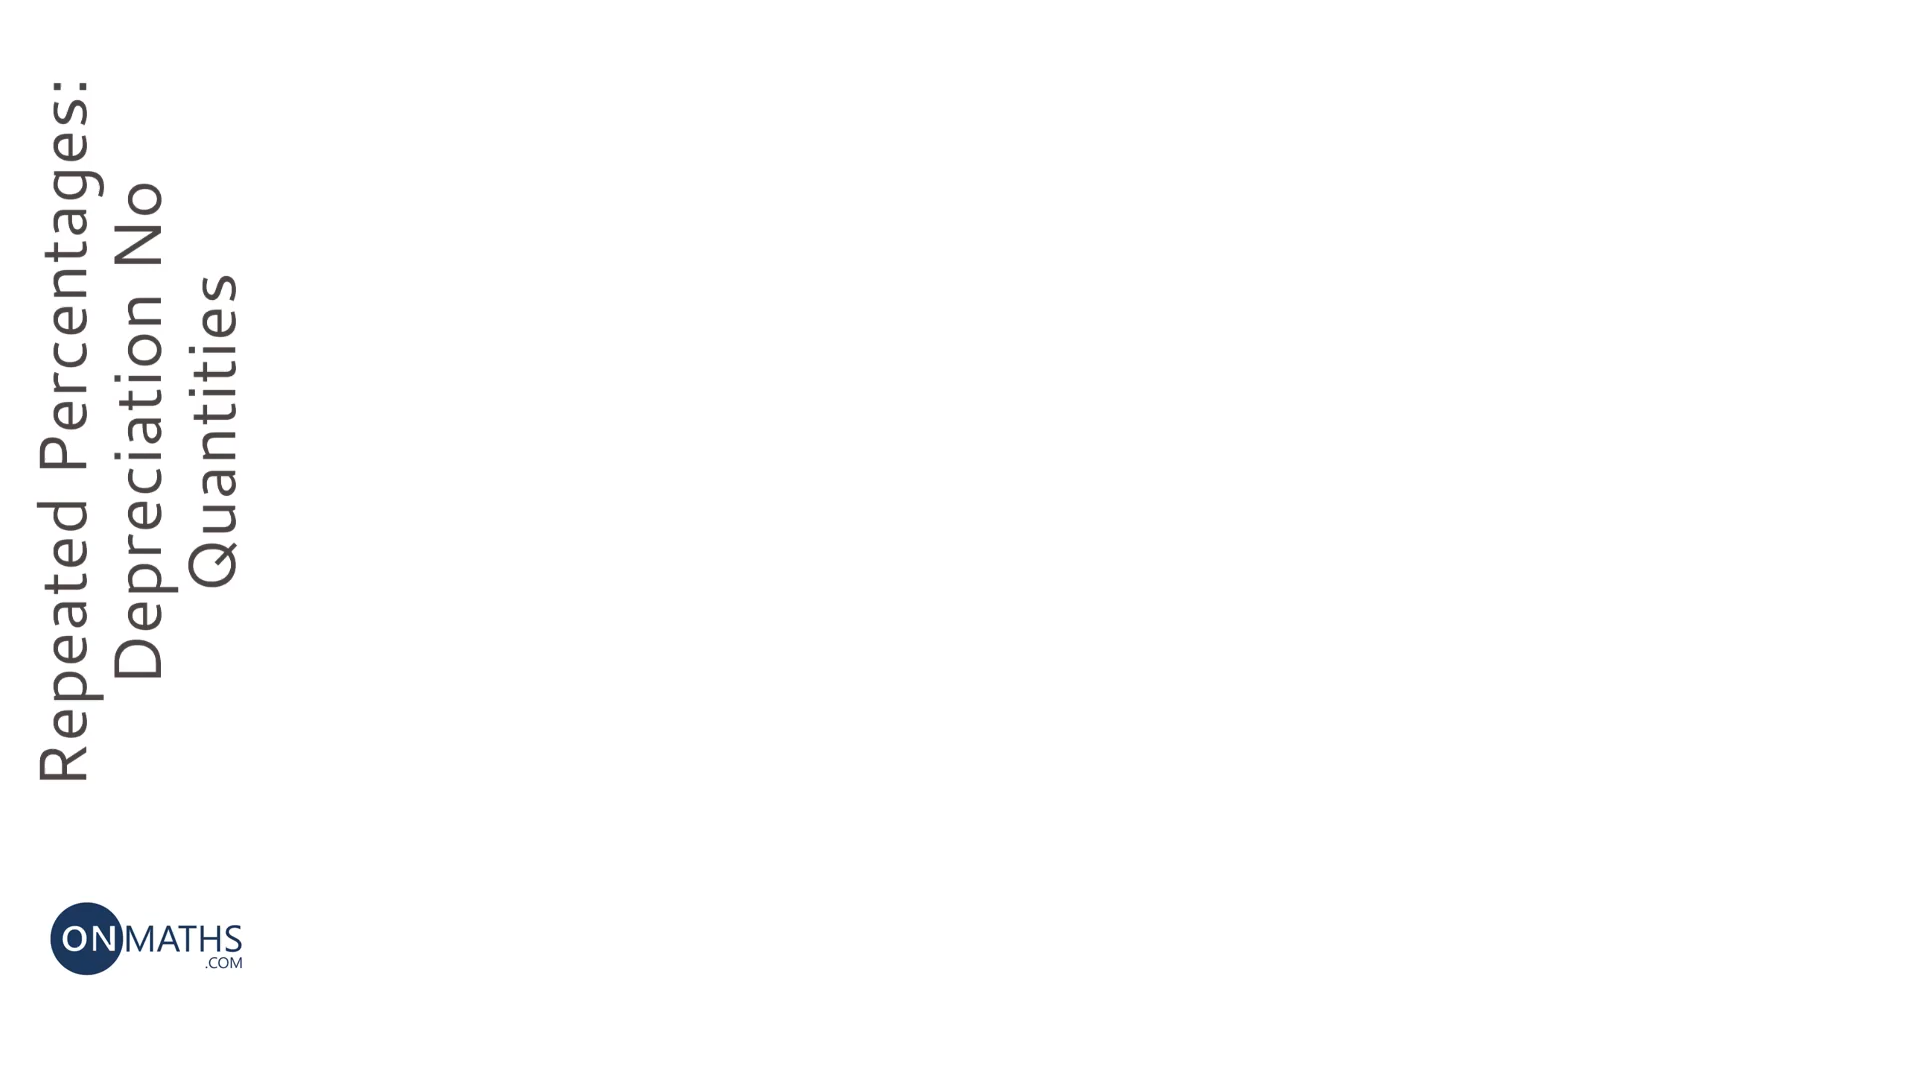 Repeated Percentages:
Depreciation No
Quantities
ONMATHS
.COM